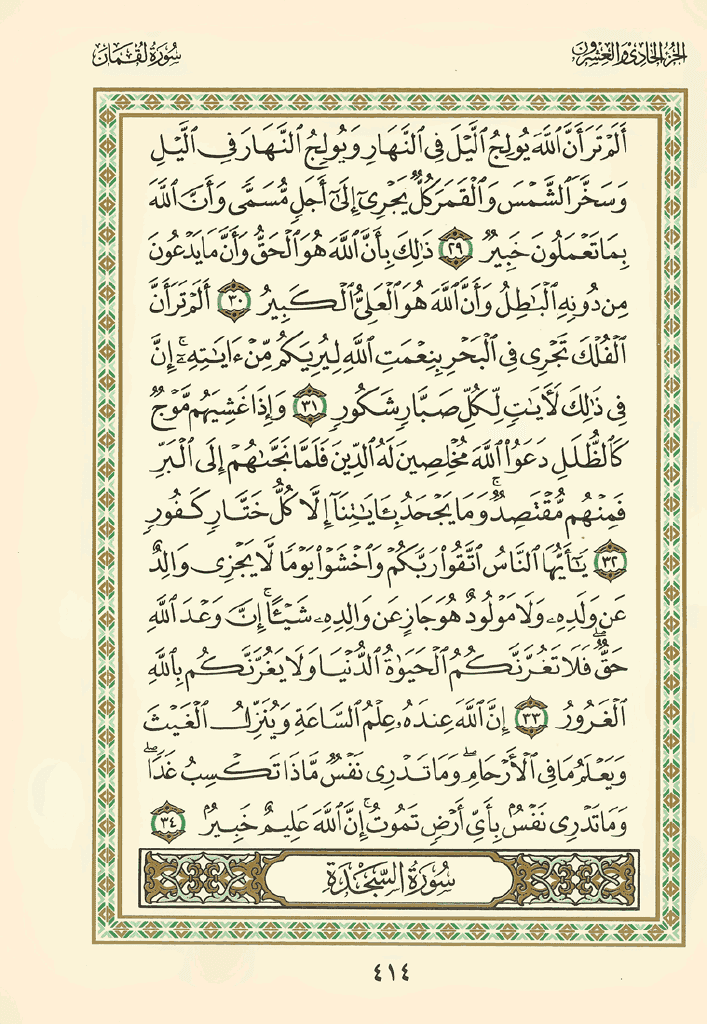 الجزء الحادي والعشرون
سورة لقمان
أَلَمْ تَرَ أَنَّ ٱللَّهَ يُولِجُ ٱلَّيْلَ فِى ٱلنَّهَارِ وَيُولِجُ ٱلنَّهَارَ فِى ٱلَّيْلِ
وَسَخَّرَ ٱلشَّمْسَ وَٱلْقَمَرَ كُلٌّ يَجْرِىٓ إِلَىٰٓ أَجَلٍ مُّسَمًّى وَأَنَّ ٱللَّهَ
بِمَا تَعْمَلُونَ خَبِيرٌ ٢٩ ذَٰلِكَ بِأَنَّ ٱللَّهَ هُوَ ٱلْحَقُّ وَأَنَّ مَا يَدْعُونَ
مِن دُونِهِ ٱلْبَٰطِلُ وَأَنَّ ٱللَّهَ هُوَ ٱلْعَلِىُّ ٱلْكَبِيرُ ٣٠ أَلَمْ تَرَ أَنَّ
ٱلْفُلْكَ تَجْرِى فِى ٱلْبَحْرِ بِنِعْمَتِ ٱللَّهِ لِيُرِيَكُم مِّنْ ءَايَٰتِهِۦٓ ۚ إِنَّ
فِى ذَٰلِكَ لَءَايَٰتٍ لِّكُلِّ صَبَّارٍ شَكُورٍ ٣١ وَإِذَا غَشِيَهُم مَّوْجٌ
كَٱلظُّلَلِ دَعَوُا۟ ٱللَّهَ مُخْلِصِينَ لَهُ ٱلدِّينَ فَلَمَّا نَجَّىٰهُمْ إِلَى ٱلْبَرِّ
فَمِنْهُم مُّقْتَصِدٌ ۚ وَمَا يَجْحَدُ بِـَٔايَٰتِنَآ إِلَّا كُلُّ خَتَّارٍ كَفُورٍ
٣٢ يَٰٓأَيُّهَا ٱلنَّاسُ ٱتَّقُوا۟ رَبَّكُمْ وَٱخْشَوْا۟ يَوْمًا لَّا يَجْزِى وَالِدٌ
عَن وَلَدِهِۦ وَلَا مَوْلُودٌ هُوَ جَازٍ عَن وَالِدِهِۦ شَيْـًٔا ۚ إِنَّ وَعْدَ ٱللَّهِ
حَقٌّ ۖ فَلَا تَغُرَّنَّكُمُ ٱلْحَيَوٰةُ ٱلدُّنْيَا وَلَا يَغُرَّنَّكُم بِٱللَّهِ
ٱلْغَرُورُ ٣٣ إِنَّ ٱللَّهَ عِندَهُۥ عِلْمُ ٱلسَّاعَةِ وَيُنَزِّلُ ٱلْغَيْثَ
وَيَعْلَمُ مَا فِى ٱلْأَرْحَامِ ۖ وَمَا تَدْرِى نَفْسٌ مَّاذَا تَكْسِبُ غَدًا ۖ
وَمَا تَدْرِى نَفْسٌۢ بِأَىِّ أَرْضٍ تَمُوتُ ۚ إِنَّ ٱللَّهَ عَلِيمٌ خَبِيرٌۢ ٣٤
سُورَةُ السَّجْدَةِ
٤١٤